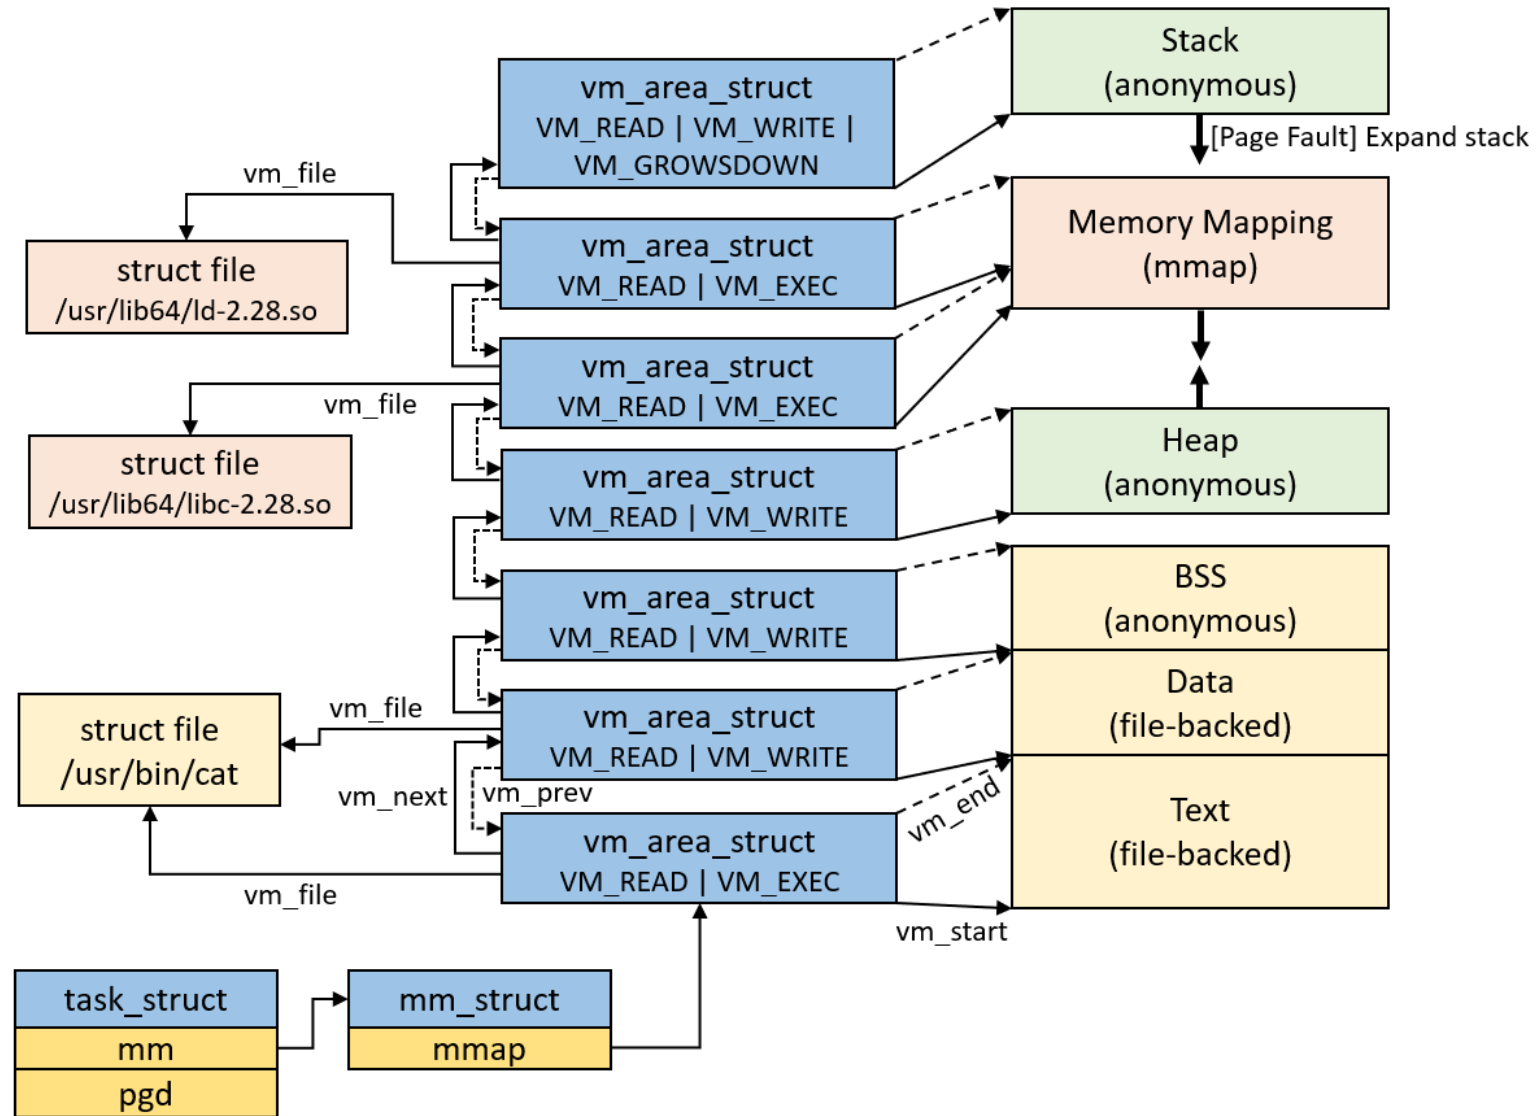 Stack
(anonymous)
[Page Fault] Expand stack
vm_area_struct
VM_READ | VM_WRITE |
VM_GROWSDOWN
vm_file
struct file
/usr/lib64/ld-2.28.so
vm_area_struct
VM_READ | VM_EXEC
Memory Mapping
(mmap)
vm_area_struct
VM_READ | VM_EXEC
vm_file
struct file
/usr/lib64/libc-2.28.so
vm_area_struct
VM_READ | VM_WRITE
Heap
(anonymous)
vm_area_struct
VM_READ | VM_WRITE
BSS
(anonymous)
vm_file
struct file
/usr/bin/cat
vm_area_struct
VM_READ | VM_WRITE
Data
(file-backed)
vm_next
vm_prev
vm_end
vm_area_struct
VM_READ | VM_EXEC
Text
(file-backed)
vm_file
vm_start
task_struct
mm
pgd
mm_struct
mmap